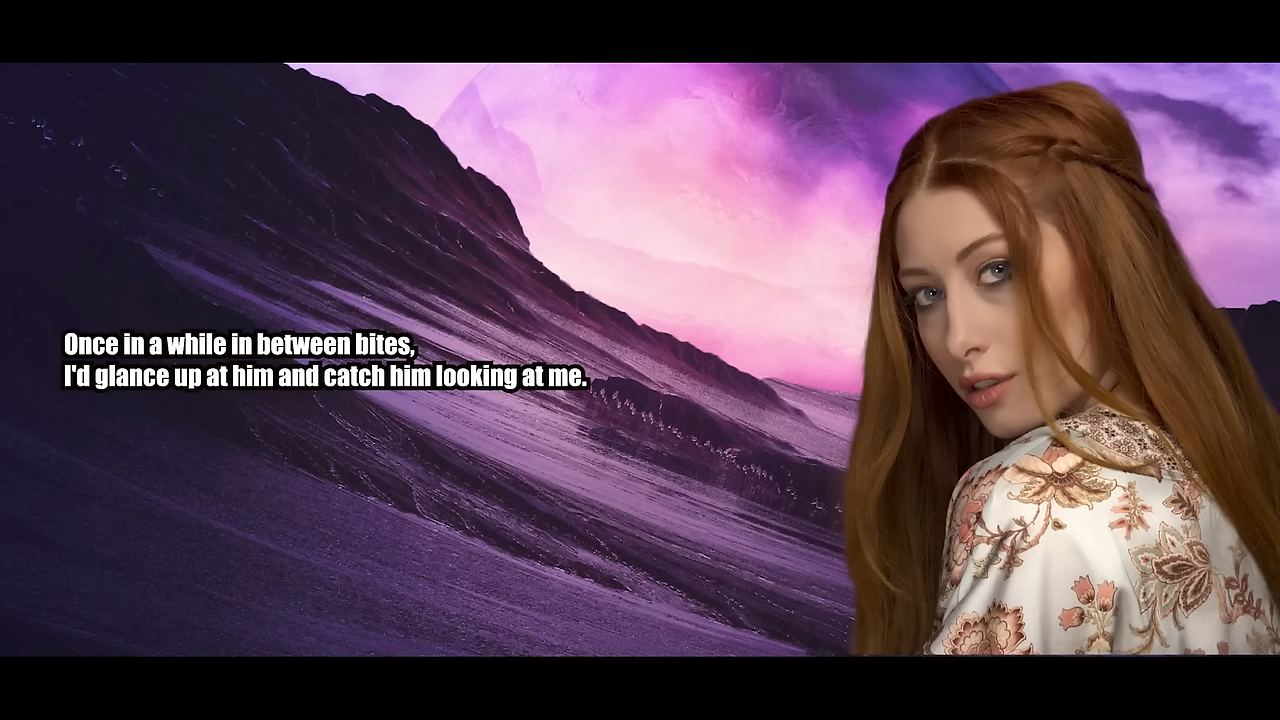 Once in a while in between bites,
I'd glance up at him and catch him looking at me.